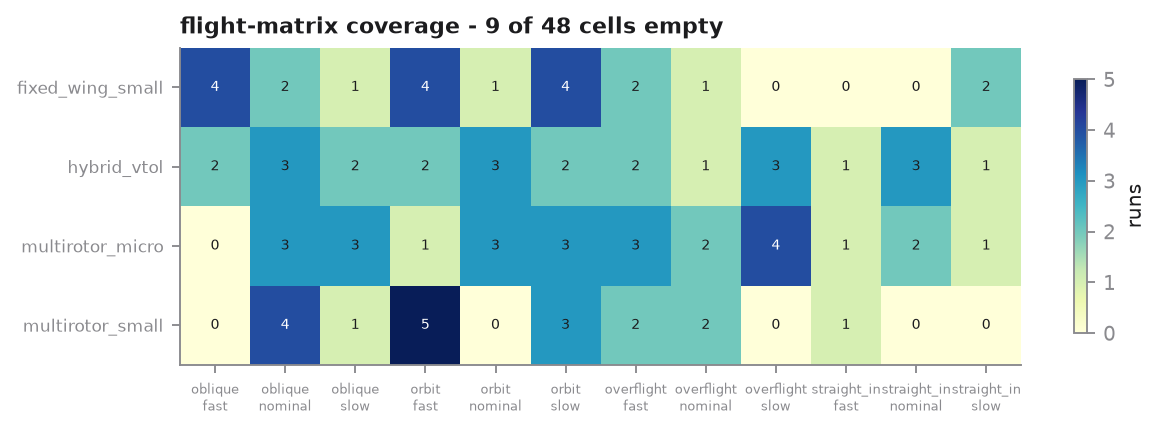 flight-matrix coverage - 9 of 48 cells empty
fixed_wing_small 4 2 1 4 1 4 2 1 0 0 0 2
hybrid_vtol 2 3 2 2 3 2 2 1 3 1 3 1
multirotor_micro 0 3 3 1 3 3 3 2 4 1 2 1
multirotor_small 0 4 1 5 0 3 2 2 0 1 0 0
oblique oblique oblique orbit orbit orbit overflight overflight overflight straight_in straight_in straight_in
fast nominal slow fast nominal slow fast nominal slow fast nominal slow
5
4
3
2
1
0
runs